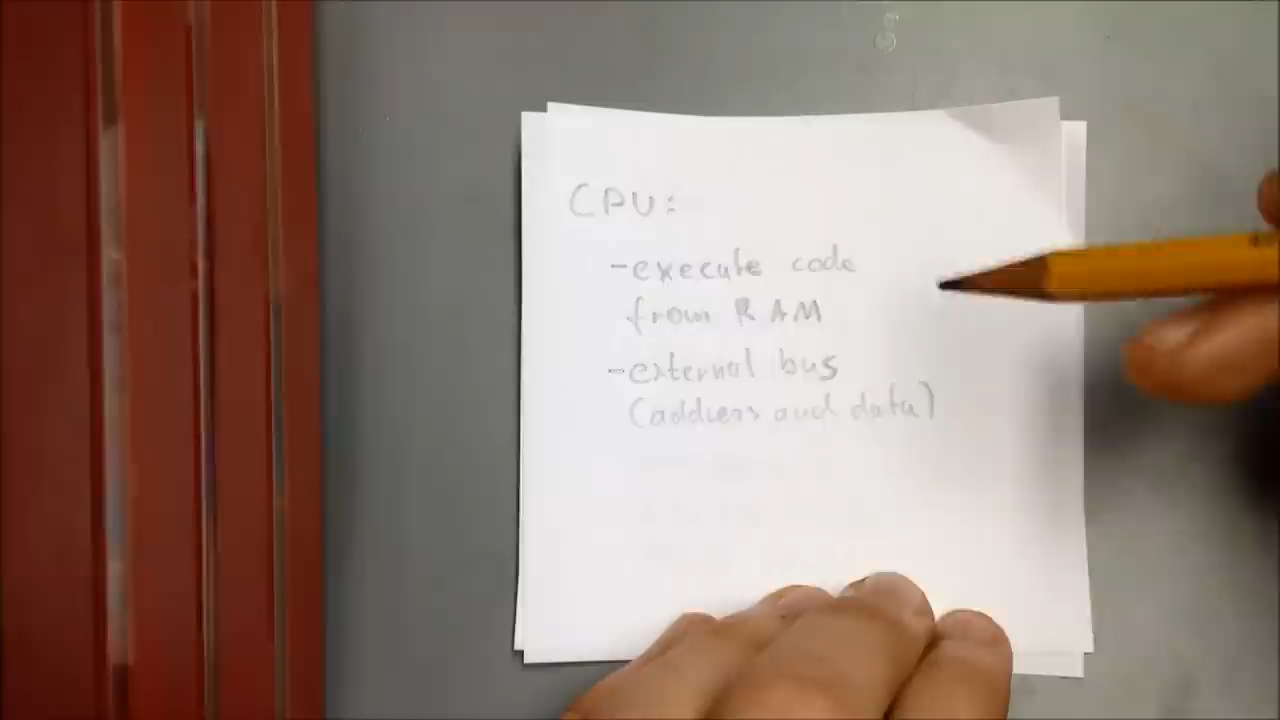 CPU:
-execute code
from RAM
-external bus
(address and data)